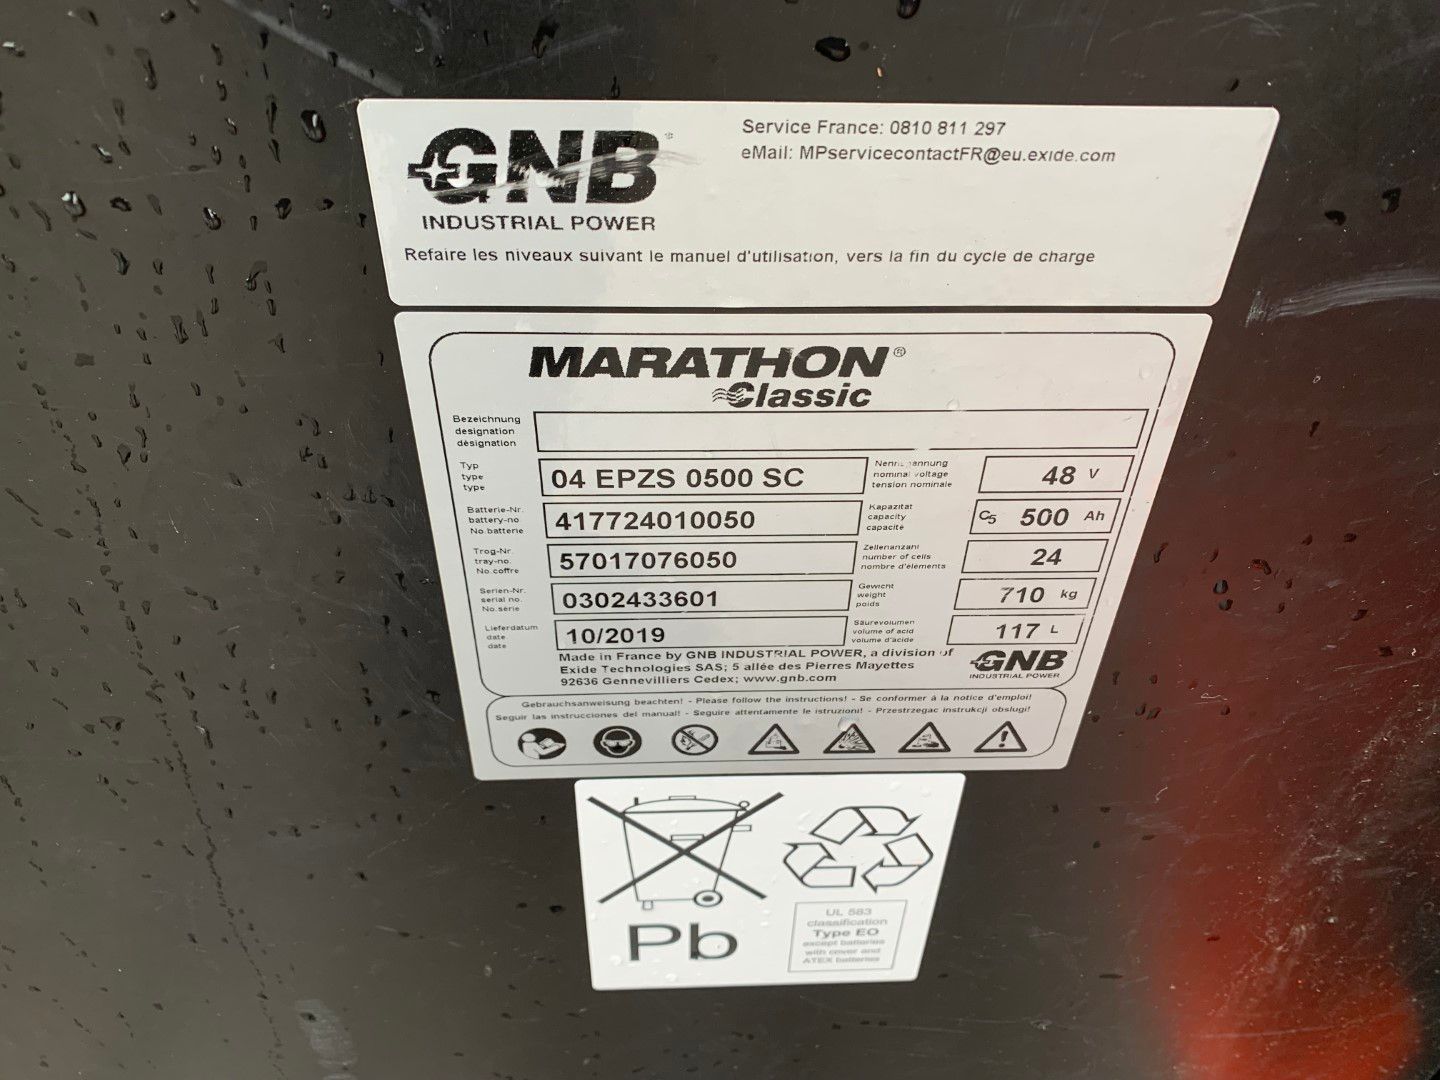 GNB
INDUSTRIAL POWER
Service France: 0810 811 297
eMail: MPservicecontactFR@eu.exide.com
Refaire les niveaux suivant le manuel d'utilisation, vers la fin du cycle de charge
MARATHON®
Classic
Bezeichnung
designation
désignation
Typ
type
type
04 EPZS 0500 SC
Nennspannung
nominal voltage
tension nominale
48 V
Batterie-Nr.
battery-no
No.batterie
417724010050
Kapazität
capacity
capacité
C5 500 Ah
Trog-Nr.
tray-no.
No.coffre
57017076050
Zellenanzahl
number of cells
nombre d'élements
24
Serien-Nr.
serial no.
No.série
0302433601
Gewicht
weight
poids
710 kg
Lieferdatum
date
date
10/2019
Säurevolumen
volume of acid
volume d'acide
117 L
Made in France by GNB INDUSTRIAL POWER, a division of
Exide Technologies SAS; 5 allée des Pierres Mayettes
92636 Gennevilliers Cedex; www.gnb.com
GNB
INDUSTRIAL POWER
Gebrauchsanweisung beachten! - Please follow the instructions! - Se conformer à la notice d'emploi!
Seguir las instrucciones del manual! - Seguire attentamente le istruzioni! - Przestrzegac instrukcji obslugi!
Pb
UL 583
classification
Type EO
except batteries
with cover and
ATEX batteries